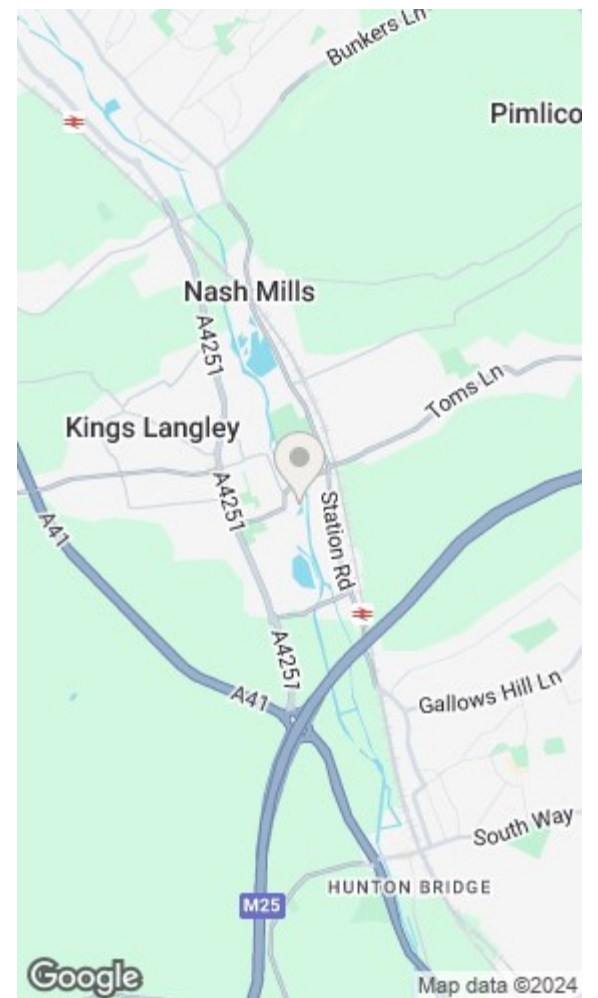 Bunkers Ln
Pimlico
Nash Mills
A4251
Toms Ln
Kings Langley
A4251
A41
Station Rd
A4251
A41
Gallows Hill Ln
South Way
HUNTON BRIDGE
M25
Google
Map data ©2024